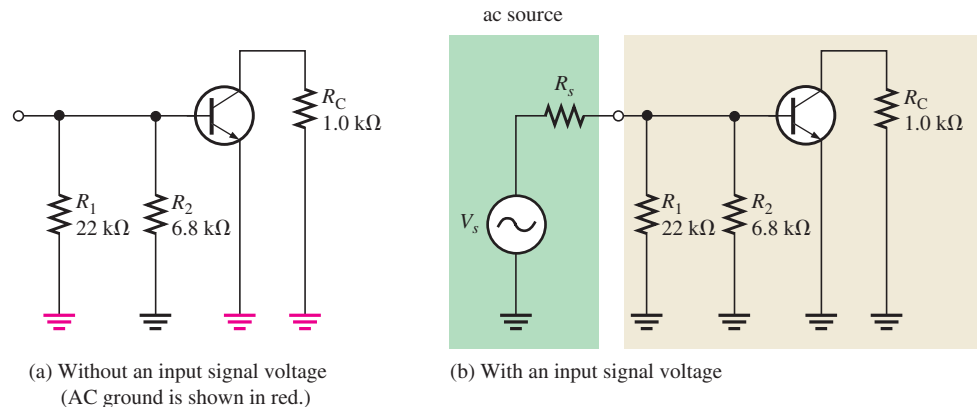 ac source
R_C
1.0 kΩ
R_1
22 kΩ
R_2
6.8 kΩ
(a) Without an input signal voltage
(AC ground is shown in red.)
R_s
V_s
R_1
22 kΩ
R_2
6.8 kΩ
R_C
1.0 kΩ
(b) With an input signal voltage